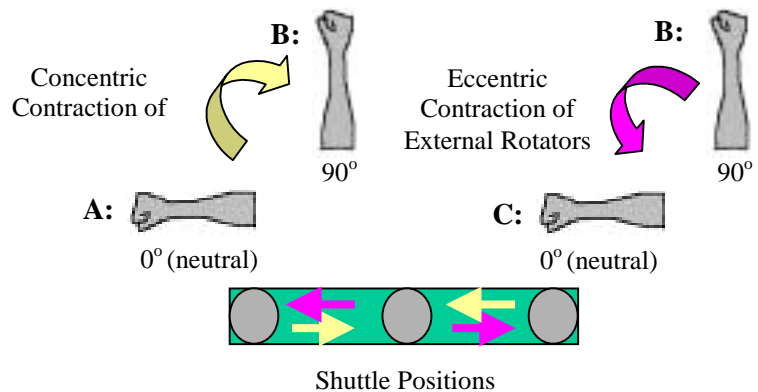 B:
Concentric
Contraction of
90°
A:
0° (neutral)
B:
Eccentric
Contraction of
External Rotators
90°
C:
0° (neutral)
Shuttle Positions